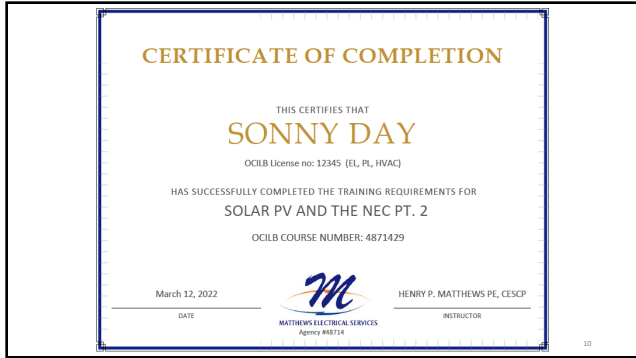 CERTIFICATE OF COMPLETION
THIS CERTIFIES THAT
SONNY DAY
OCILB License no: 12345 (EL, PL, HVAC)
HAS SUCCESSFULLY COMPLETED THE TRAINING REQUIREMENTS FOR
SOLAR PV AND THE NEC PT. 2
OCILB COURSE NUMBER: 4871429
March 12, 2022
DATE
M
MATTHEWS ELECTRICAL SERVICES
Agency #48714
HENRY P. MATTHEWS PE, CESCP
INSTRUCTOR
10